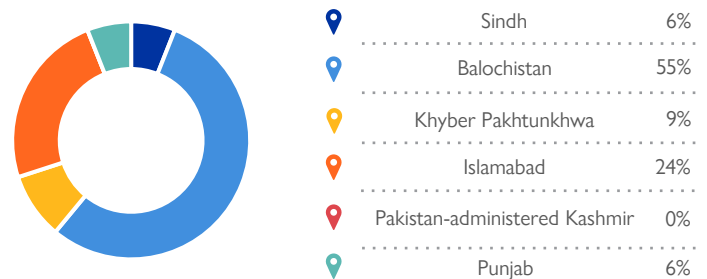 Sindh 6%
Balochistan 55%
Khyber Pakhtunkhwa 9%
Islamabad 24%
Pakistan-administered Kashmir 0%
Punjab 6%